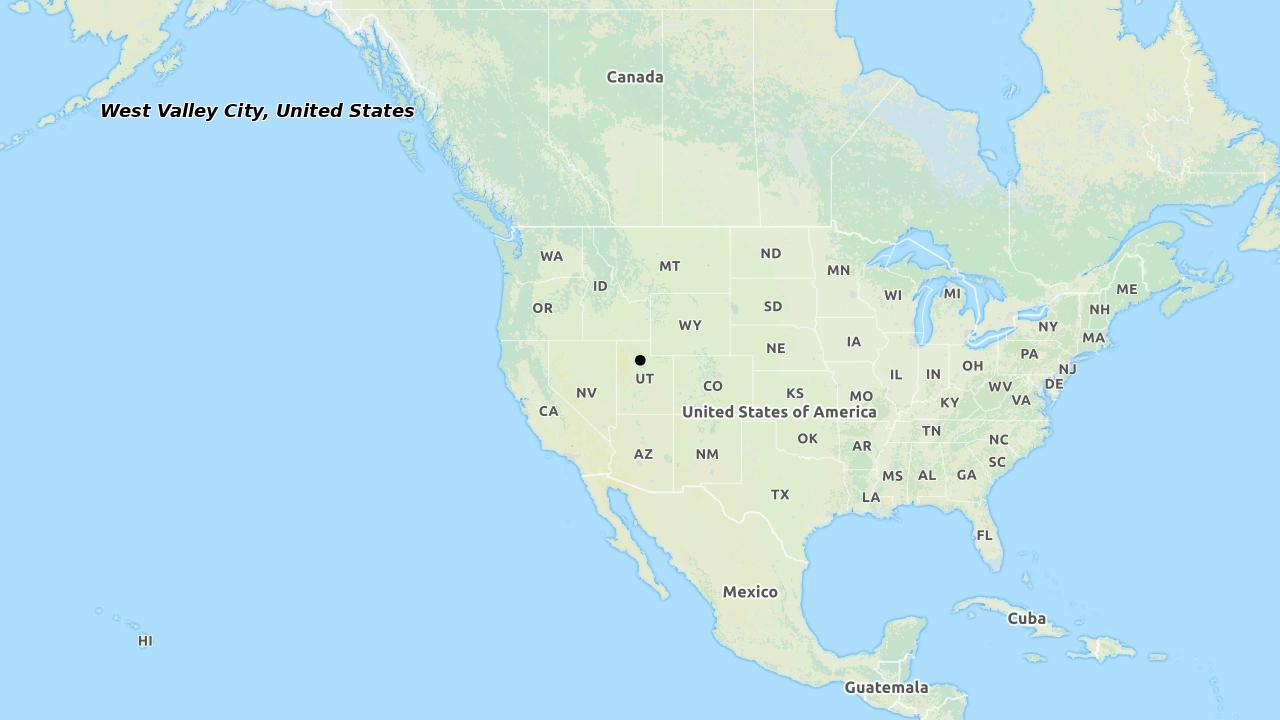 Canada
West Valley City, United States
WA
MT
ND
MN
ID
OR
WI
MI
ME
SD
NH
WY
NY
MA
IA
NE
PA
OH
NJ
UT
IL
IN
DE
CO
WV
NV
KS
MO
VA
CA
KY
United States of America
TN
OK
NC
AR
AZ
NM
SC
MS
AL
GA
TX
LA
FL
Mexico
Cuba
HI
Guatemala